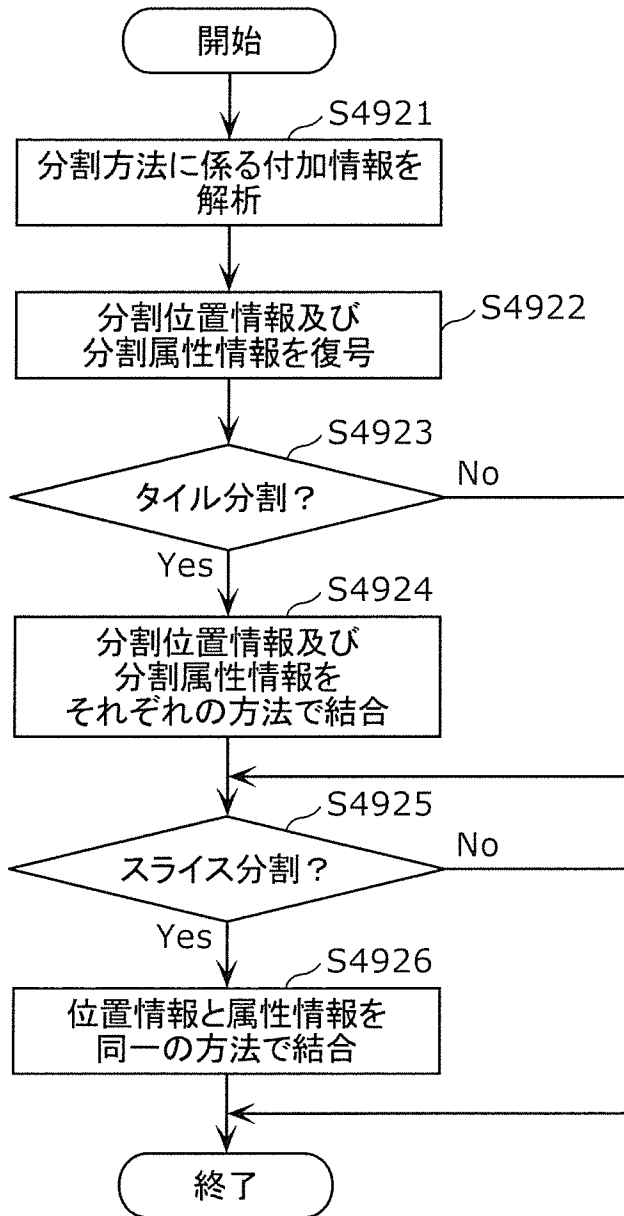 開始
S4921
分割方法に係る付加情報を
解析
S4922
分割位置情報及び
分割属性情報を復号
S4923
タイル分割？
No
Yes
S4924
分割位置情報及び
分割属性情報を
それぞれの方法で結合
S4925
スライス分割？
No
Yes
S4926
位置情報と属性情報を
同一の方法で結合
終了